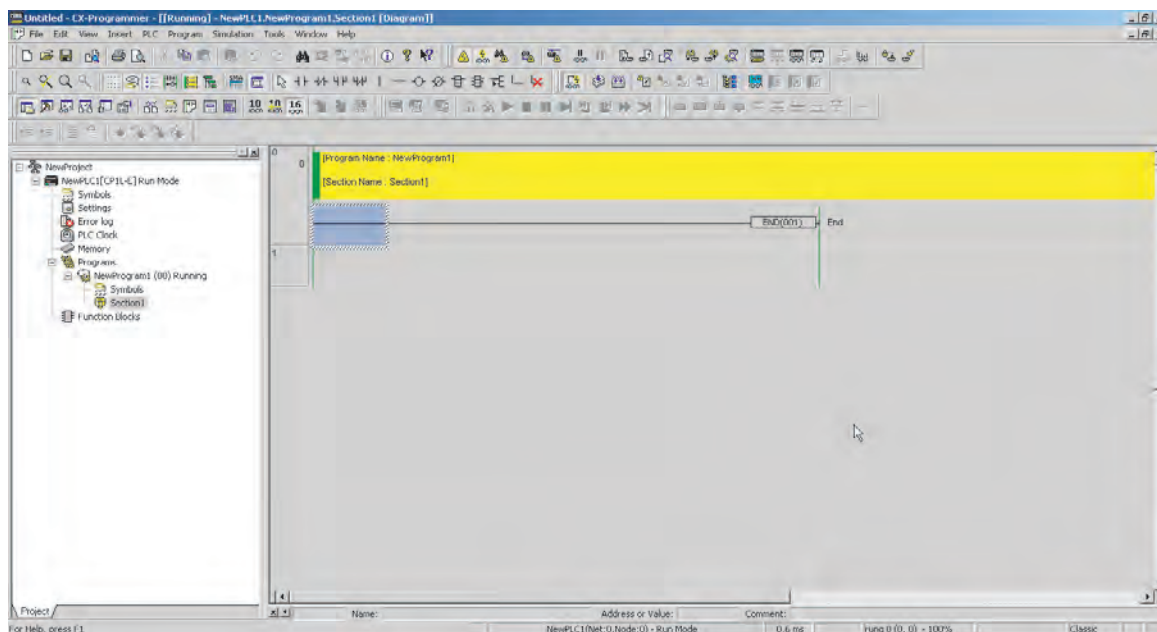 Untitled - CX-Programmer - [[Running] - NewPLC1.NewProgram1.Section1 [Diagram]]
File Edit View Insert PLC Program Simulation Tools Window Help
10 10 16
NewProject
NewPLC1[CP1L-E] Run Mode
Symbols
Settings
Error log
PLC Clock
Memory
Programs
NewProgram1 (00) Running
Symbols
Section1
Function Blocks
Project
0
0
[Program Name : NewProgram1]
[Section Name : Section1]
END(001)
End
1
Name:
Address or Value:
Comment:
For Help, press F1
NewPLC1(Net:0,Node:0) - Run Mode
0.6 ms
rung 0 (0, 0) - 100%
Classic